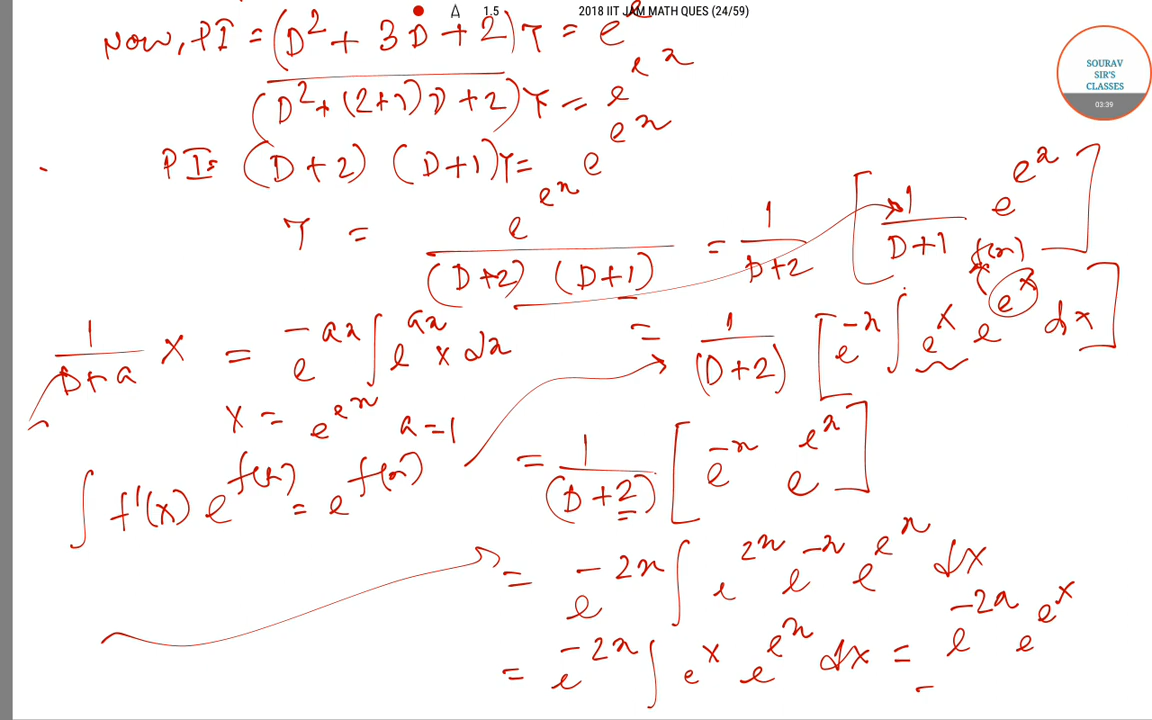 1.5 2018 IIT JAM MATH QUES (24/59)
SOURAV
SIR'S
CLASSES
03:39
Now, PI = (D² + 3D + 2)Y = e^{e^x}
(D² + (2+1)D + 2)Y = e^{e^x}
PI = (D+2) (D+1)Y = e^{e^x}
Y = e^{e^x} / (D+2) (D+1) = 1/(D+2) [1/(D+1) e^{e^x}]
f(x)
1/(D+a) X = e^{-ax} ∫ e^{ax} X dx
= 1/(D+2) [e^{-x} ∫ e^x e^{e^x} dx]
X = e^{e^x} a = 1
∫ f'(x) e^{f(x)} = e^{f(x)}
= 1/(D+2) [e^{-x} e^{e^x}]
= e^{-2x} ∫ e^{2x} e^{-x} e^{e^x} dx
= e^{-2x} ∫ e^x e^{e^x} dx = e^{-2x} e^{e^x}